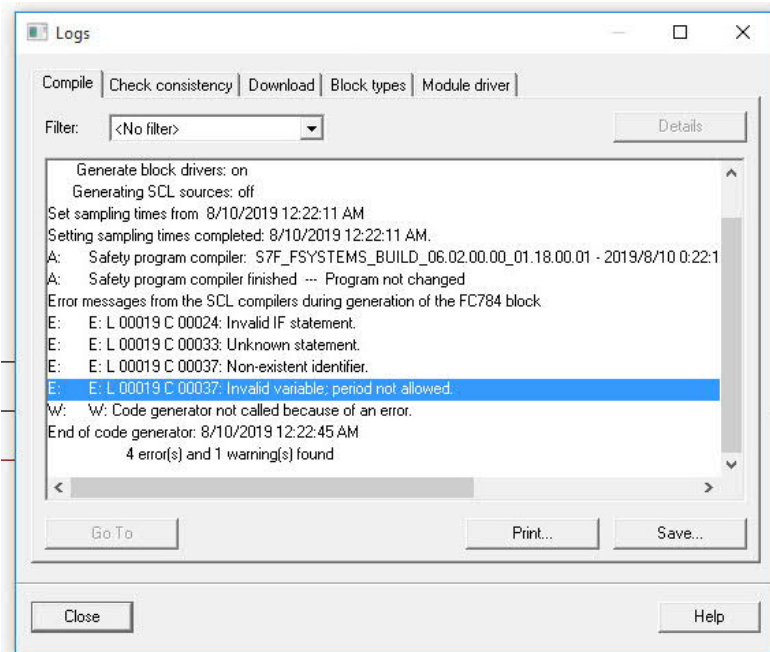 Logs
Compile
Check consistency
Download
Block types
Module driver
Filter:
<No filter>
Details
Generate block drivers: on
Generating SCL sources: off
Set sampling times from 8/10/2019 12:22:11 AM
Setting sampling times completed: 8/10/2019 12:22:11 AM.
A: Safety program compiler: S7F_FSYSTEMS_BUILD_06.02.00.00_01.18.00.01 - 2019/8/10 0:22:1
A: Safety program compiler finished --- Program not changed
Error messages from the SCL compilers during generation of the FC784 block
E: E: L 00019 C 00024: Invalid IF statement.
E: E: L 00019 C 00033: Unknown statement.
E: E: L 00019 C 00037: Non-existent identifier.
E: E: L 00019 C 00037: Invalid variable; period not allowed.
W: W: Code generator not called because of an error.
End of code generator: 8/10/2019 12:22:45 AM
4 error(s) and 1 warning(s) found
Go To
Print...
Save...
Close
Help